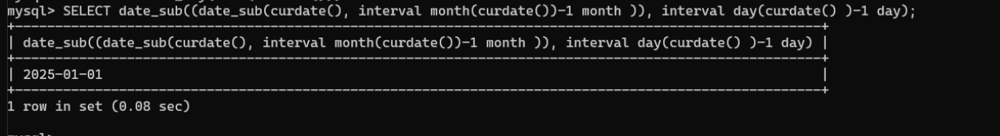 mysql> SELECT date_sub((date_sub(curdate(), interval month(curdate())-1 month )), interval day(curdate() )-1 day);
+-----------------------------------------------------------------------------------------------------+
| date_sub((date_sub(curdate(), interval month(curdate())-1 month )), interval day(curdate() )-1 day) |
+-----------------------------------------------------------------------------------------------------+
| 2025-01-01                                                                                          |
+-----------------------------------------------------------------------------------------------------+
1 row in set (0.08 sec)